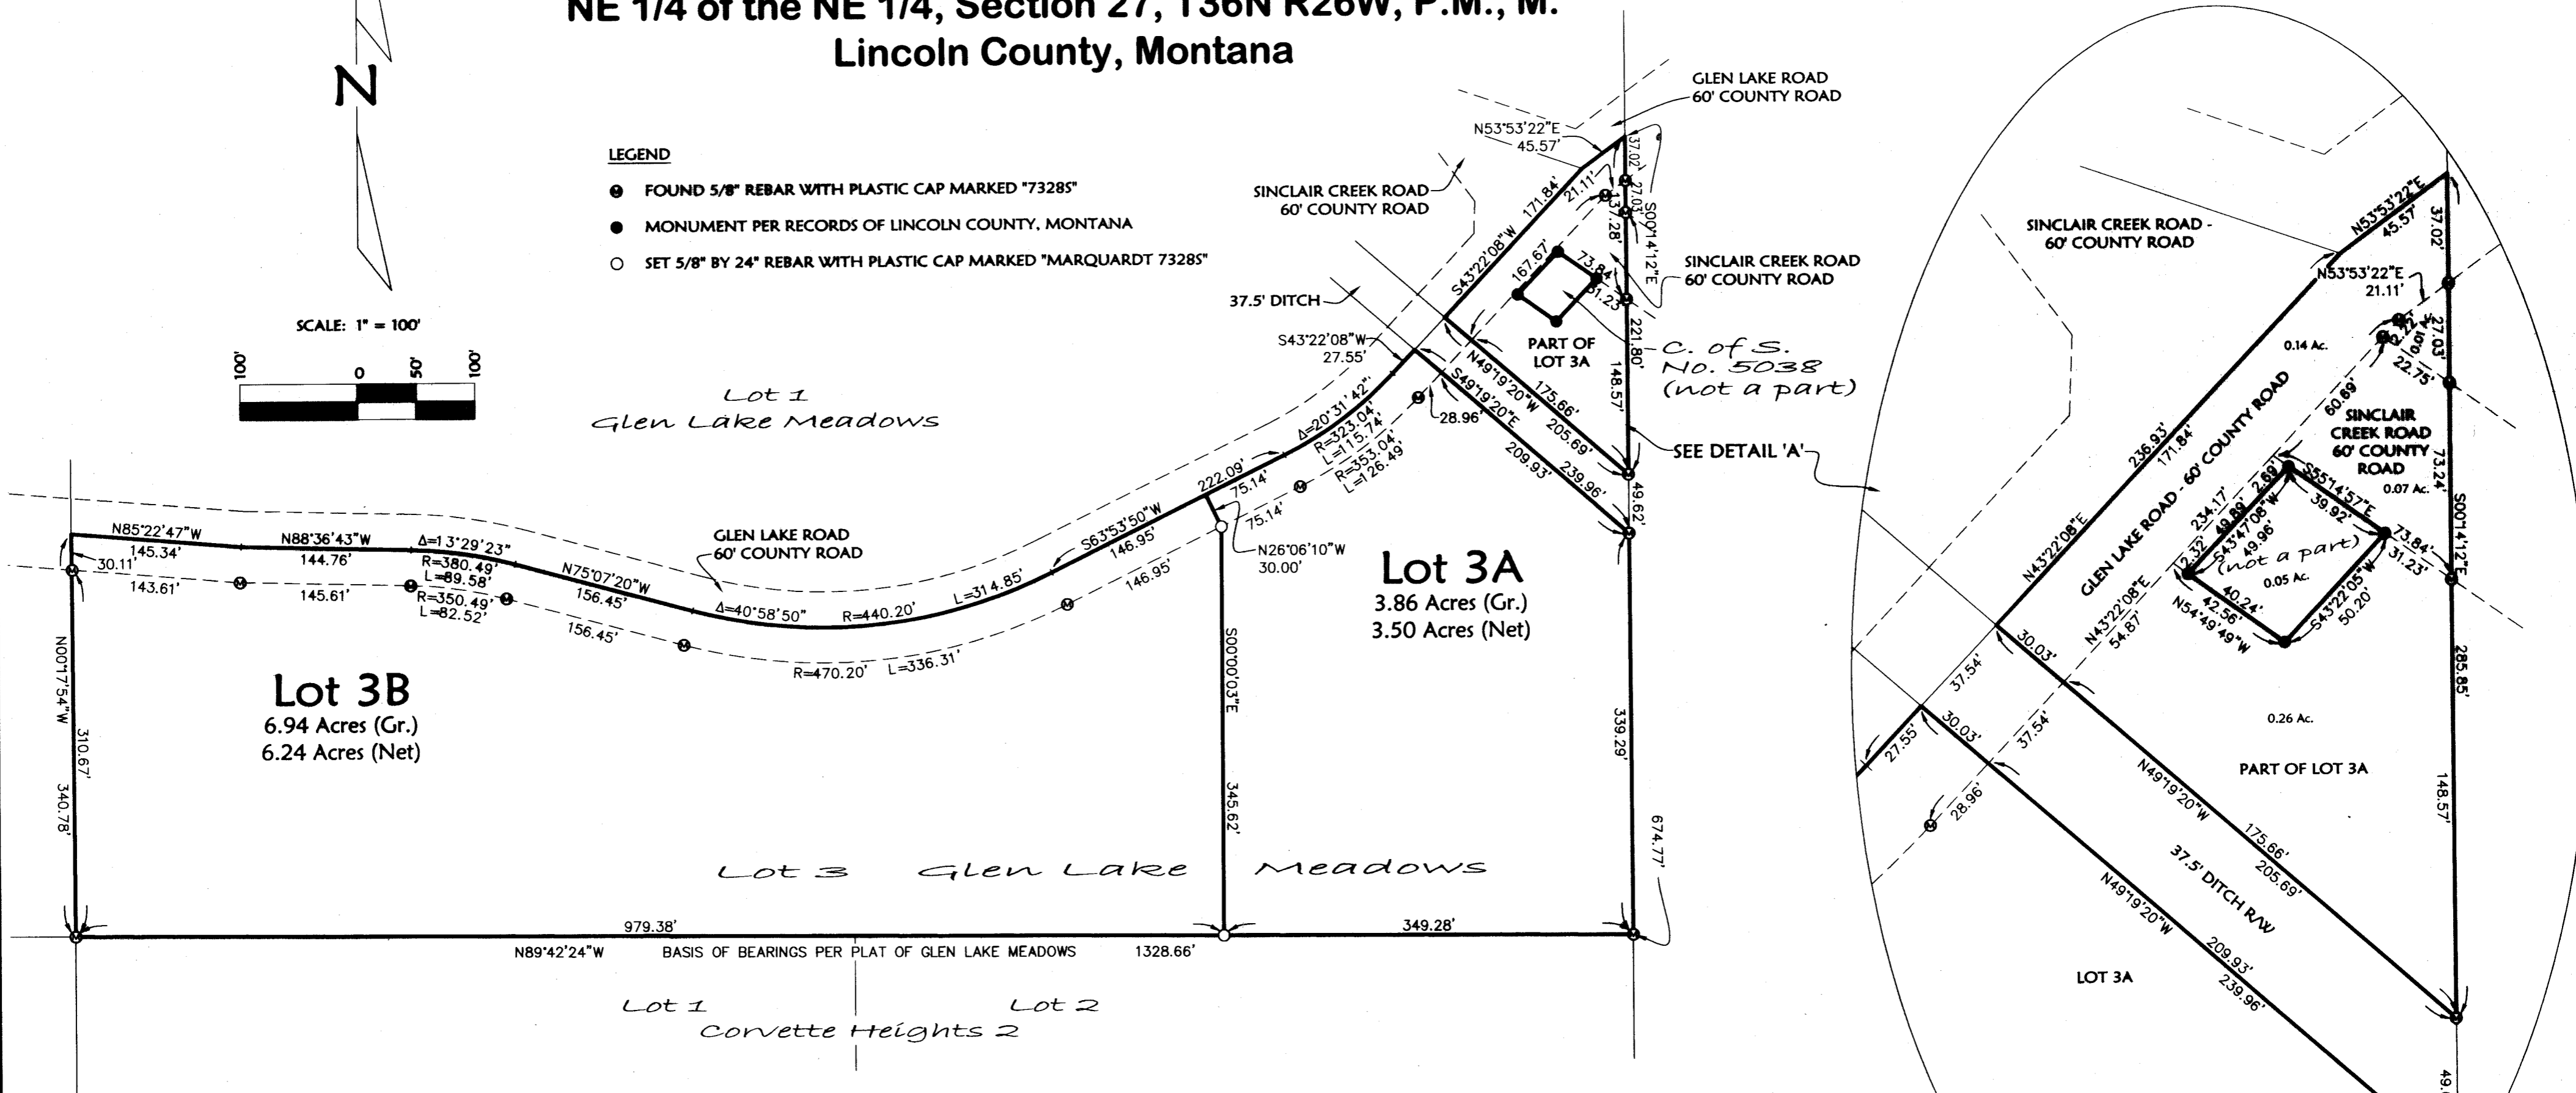 NE 1/4 of the NE 1/4, Section 27, T36N R26W, P.M., M.
Lincoln County, Montana
N
SCALE: 1" = 100'
100'
0
50'
100'
LEGEND
FOUND 5/8" REBAR WITH PLASTIC CAP MARKED "7328S"
MONUMENT PER RECORDS OF LINCOLN COUNTY, MONTANA
SET 5/8" BY 24" REBAR WITH PLASTIC CAP MARKED "MARQUARDT 7328S"
Lot 1
Glen Lake Meadows
GLEN LAKE ROAD
60' COUNTY ROAD
N53°53'22"E
45.57'
SINCLAIR CREEK ROAD
60' COUNTY ROAD
37.5' DITCH
S43°22'08"W
27.55'
S43°22'08"W
171.84'
21.11'
37.02'
27.03'
137.28'
S00°14'12"E
SINCLAIR CREEK ROAD
60' COUNTY ROAD
167.67'
73.84'
31.23'
221.80'
PART OF
LOT 3A
C. of S.
No. 5038
(not a part)
148.57'
N49°19'20"W
175.66'
205.69'
S49°19'20"E
209.93'
239.96'
28.96'
49.62'
SEE DETAIL 'A'
Δ=20°31'42"
R=323.04'
L=115.74'
R=353.04'
L=126.49'
222.09'
75.14'
75.14'
S63°53'50"W
146.95'
146.95'
N26°06'10"W
30.00'
GLEN LAKE ROAD
60' COUNTY ROAD
N85°22'47"W
145.34'
30.11'
143.61'
N88°36'43"W
144.76'
145.61'
Δ=13°29'23"
R=380.49'
L=89.58'
R=350.49'
L=82.52'
N75°07'20"W
156.45'
156.45'
Δ=40°58'50"
R=440.20'
L=314.85'
R=470.20'
L=336.31'
Lot 3B
6.94 Acres (Gr.)
6.24 Acres (Net)
N00°17'54"W
310.67'
340.78'
Lot 3A
3.86 Acres (Gr.)
3.50 Acres (Net)
S00°00'03"E
345.62'
339.29'
674.77'
Lot 3 Glen Lake Meadows
979.38'
349.28'
N89°42'24"W
BASIS OF BEARINGS PER PLAT OF GLEN LAKE MEADOWS
1328.66'
Lot 1
Lot 2
Corvette Heights 2
SINCLAIR CREEK ROAD -
60' COUNTY ROAD
N53°53'22"E
45.57'
37.02'
N53°53'22"E
21.11'
27.03'
0.01 A
22.75'
0.14 Ac.
60.69'
SINCLAIR
CREEK ROAD
60' COUNTY
ROAD
0.07 Ac.
73.24'
S00°14'12"E
236.93'
171.84'
GLEN LAKE ROAD - 60' COUNTY ROAD
N43°22'08"E
234.17'
2.69'
49.89'
2.32'
S43°47'08"W
49.96'
S55°14'57"E
39.92'
73.84'
31.23'
(not a part)
0.05 Ac.
40.24'
42.56'
N54°49'49"W
S43°22'05"W
50.20'
N43°22'08"E
54.87'
285.85'
0.26 Ac.
PART OF LOT 3A
30.03'
37.54'
30.03'
37.54'
27.55'
28.96'
N49°19'20"W
175.66'
205.69'
148.57'
37.5' DITCH R/W
N49°19'20"W
209.93'
239.96'
LOT 3A
49.